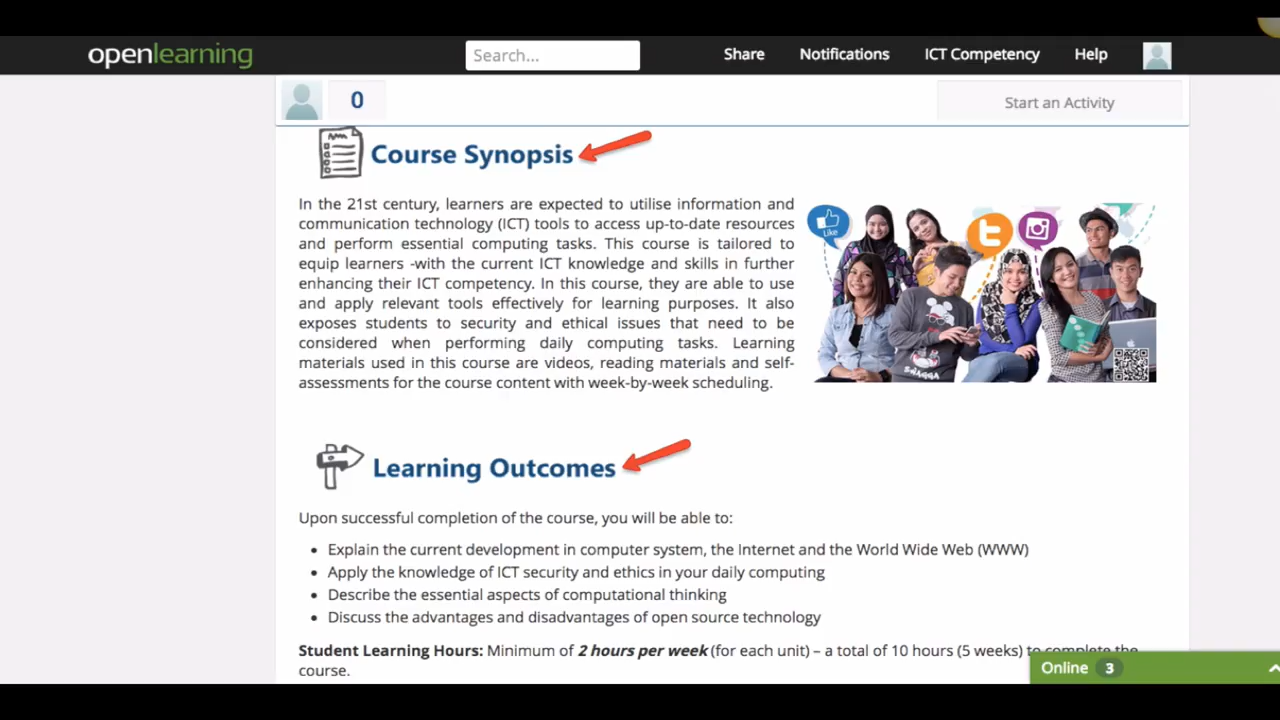 openlearning
Search...
Share
Notifications
ICT Competency
Help
0
Start an Activity
Course Synopsis
In the 21st century, learners are expected to utilise information and
communication technology (ICT) tools to access up-to-date resources
and perform essential computing tasks. This course is tailored to
equip learners -with the current ICT knowledge and skills in further
enhancing their ICT competency. In this course, they are able to use
and apply relevant tools effectively for learning purposes. It also
exposes students to security and ethical issues that need to be
considered when performing daily computing tasks. Learning
materials used in this course are videos, reading materials and self-
assessments for the course content with week-by-week scheduling.
Like
SWAGGA
Learning Outcomes
Upon successful completion of the course, you will be able to:
• Explain the current development in computer system, the Internet and the World Wide Web (WWW)
• Apply the knowledge of ICT security and ethics in your daily computing
• Describe the essential aspects of computational thinking
• Discuss the advantages and disadvantages of open source technology
Student Learning Hours: Minimum of 2 hours per week (for each unit) – a total of 10 hours (5 weeks) to complete the
course.
Online 3